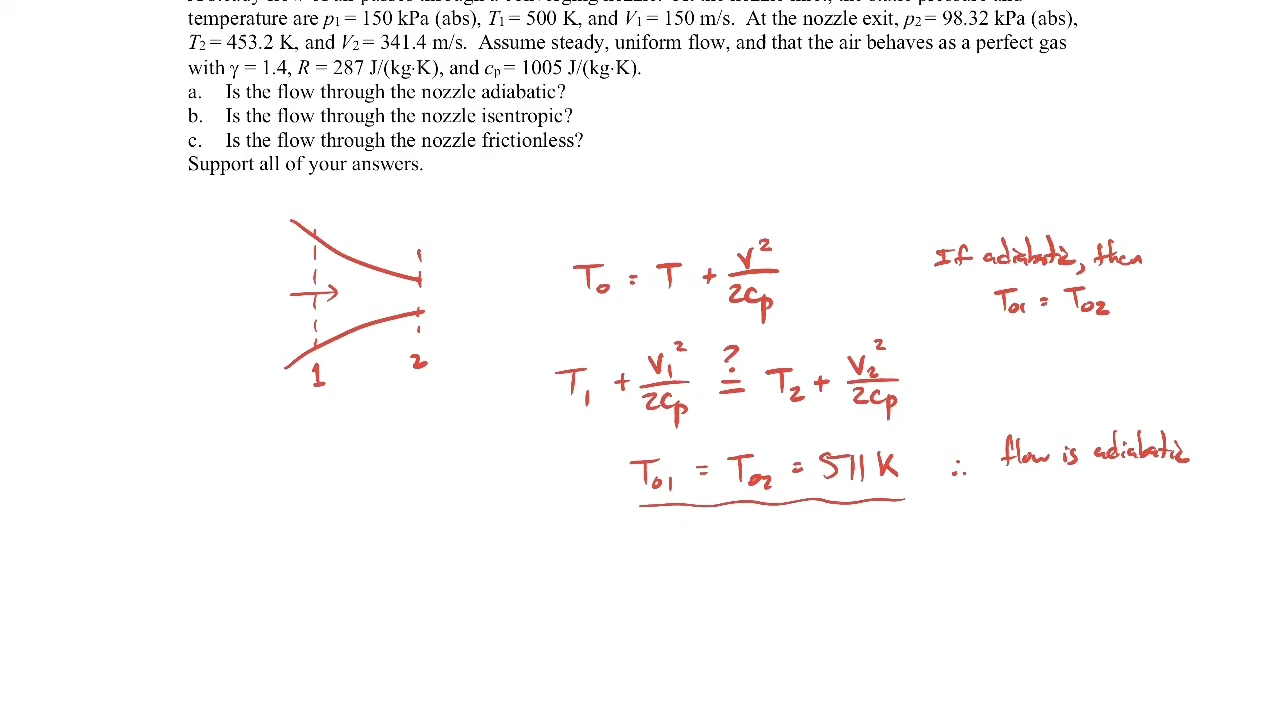 temperature are p1 = 150 kPa (abs), T1 = 500 K, and V1 = 150 m/s. At the nozzle exit, p2 = 98.32 kPa (abs),
T2 = 453.2 K, and V2 = 341.4 m/s. Assume steady, uniform flow, and that the air behaves as a perfect gas
with γ = 1.4, R = 287 J/(kg·K), and cp = 1005 J/(kg·K).
a. Is the flow through the nozzle adiabatic?
b. Is the flow through the nozzle isentropic?
c. Is the flow through the nozzle frictionless?
Support all of your answers.
T0 = T + V²/2cp
If adiabatic, then
T01 = T02
T1 + V1²/2cp ?= T2 + V2²/2cp
1
2
T01 = T02 = 571 K ∴ flow is adiabatic